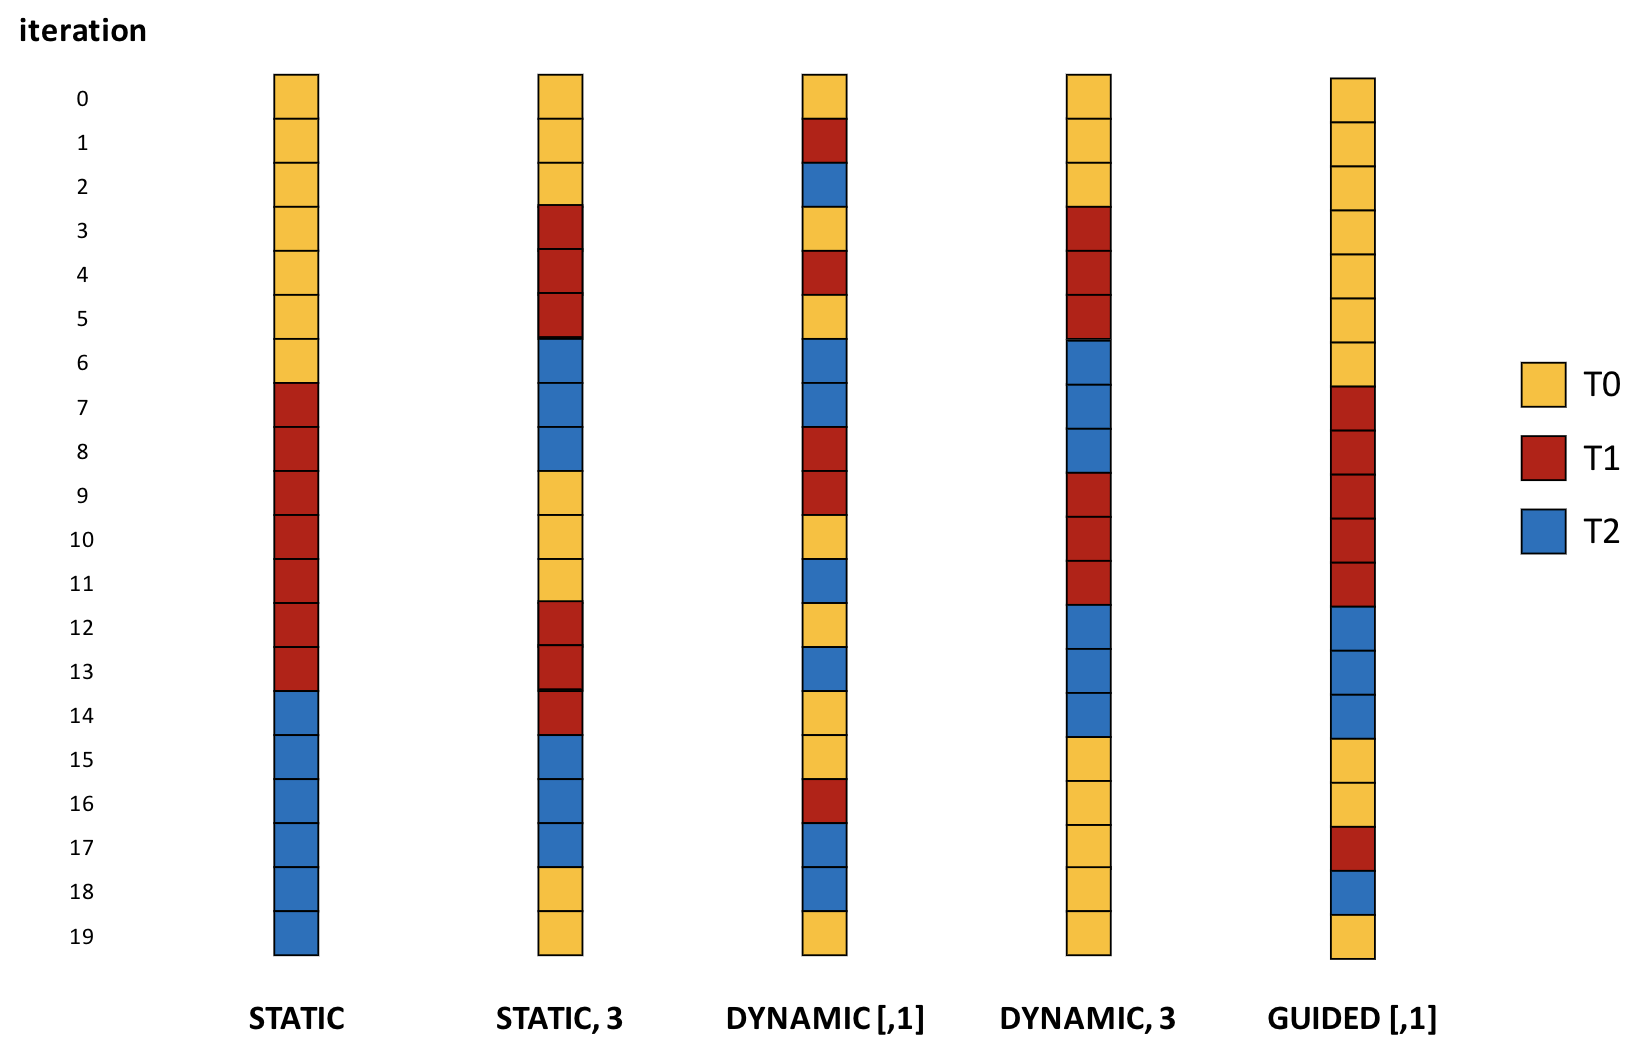 iteration
0
1
2
3
4
5
6
7
8
9
10
11
12
13
14
15
16
17
18
19
T0
T1
T2
STATIC
STATIC, 3
DYNAMIC [,1]
DYNAMIC, 3
GUIDED [,1]